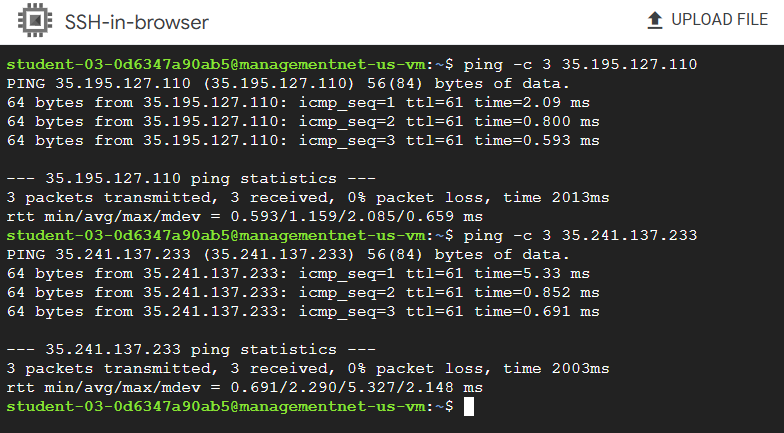 SSH-in-browser
UPLOAD FILE
student-03-0d6347a90ab5@managementnet-us-vm:~$ ping -c 3 35.195.127.110
PING 35.195.127.110 (35.195.127.110) 56(84) bytes of data.
64 bytes from 35.195.127.110: icmp_seq=1 ttl=61 time=2.09 ms
64 bytes from 35.195.127.110: icmp_seq=2 ttl=61 time=0.800 ms
64 bytes from 35.195.127.110: icmp_seq=3 ttl=61 time=0.593 ms

--- 35.195.127.110 ping statistics ---
3 packets transmitted, 3 received, 0% packet loss, time 2013ms
rtt min/avg/max/mdev = 0.593/1.159/2.085/0.659 ms
student-03-0d6347a90ab5@managementnet-us-vm:~$ ping -c 3 35.241.137.233
PING 35.241.137.233 (35.241.137.233) 56(84) bytes of data.
64 bytes from 35.241.137.233: icmp_seq=1 ttl=61 time=5.33 ms
64 bytes from 35.241.137.233: icmp_seq=2 ttl=61 time=0.852 ms
64 bytes from 35.241.137.233: icmp_seq=3 ttl=61 time=0.691 ms

--- 35.241.137.233 ping statistics ---
3 packets transmitted, 3 received, 0% packet loss, time 2003ms
rtt min/avg/max/mdev = 0.691/2.290/5.327/2.148 ms
student-03-0d6347a90ab5@managementnet-us-vm:~$